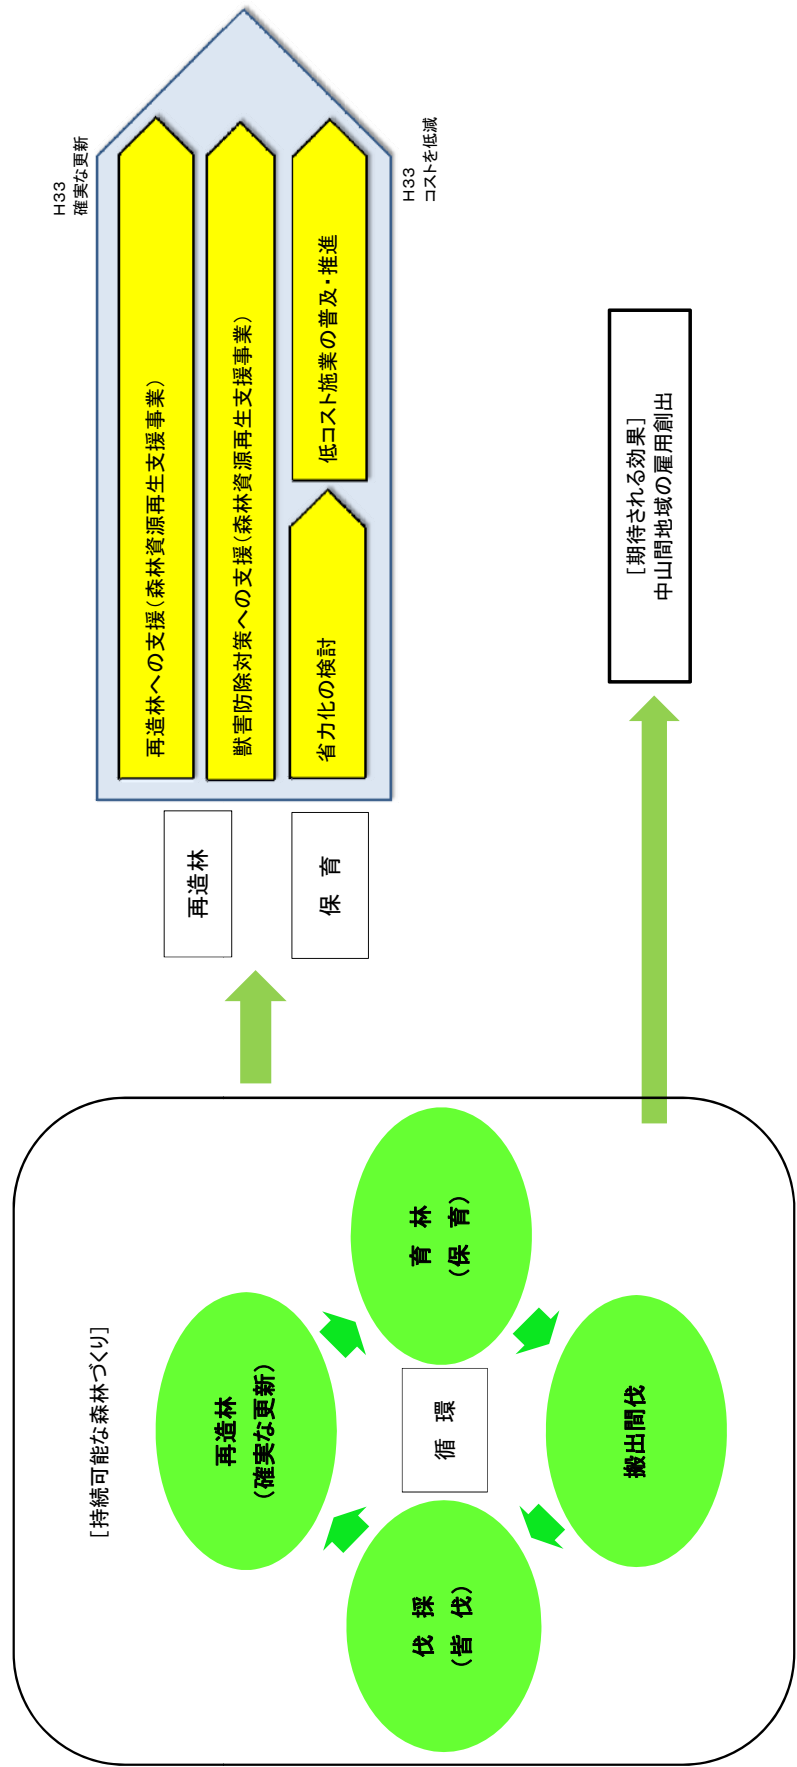 ［持続可能な森林づくり］
再造林
（確実な更新）
伐 採
（皆 伐）
循 環
育 林
（保 育）
搬出間伐
再造林
保 育
再造林への支援（森林資源再生支援事業）
獣害防除対策への支援（森林資源再生支援事業）
省力化の検討
低コスト施業の普及・推進
H33
確実な更新
H33
コストを低減
［期待される効果］
中山間地域の雇用創出